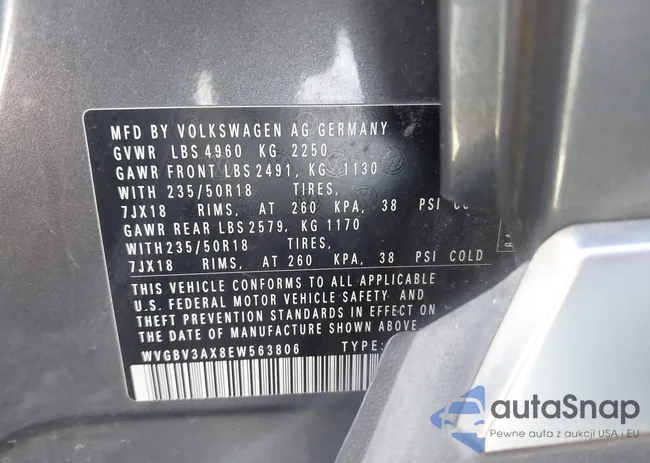 MFD BY VOLKSWAGEN AG GERMANY
GVWR LBS 4960 KG 2250
GAWR FRONT LBS 2491, KG 1130
WITH 235/50R18 TIRES,
7JX18 RIMS, AT 260 KPA, 38 PSI
GAWR REAR LBS 2579, KG 1170
WITH235/50R18 TIRES,
7JX18 RIMS, AT 260 KPA, 38 PSI COLD
THIS VEHICLE CONFORMS TO ALL APPLICABLE
U.S. FEDERAL MOTOR VEHICLE SAFETY AND
THEFT PREVENTION STANDARDS IN EFFECT ON
DATE OF MANUFACTURE SHOWN ABOVE.
WVGBV3AX8EW563806 TYPE:
autaSnap
Pewne auta z aukcji USA i EU